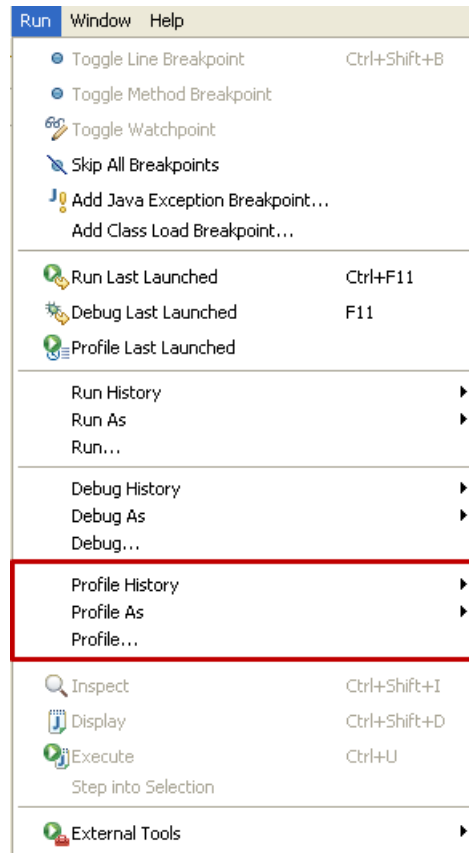 Run Window Help
Toggle Line Breakpoint Ctrl+Shift+B
Toggle Method Breakpoint
Toggle Watchpoint
Skip All Breakpoints
Add Java Exception Breakpoint...
Add Class Load Breakpoint...
Run Last Launched Ctrl+F11
Debug Last Launched F11
Profile Last Launched
Run History
Run As
Run...
Debug History
Debug As
Debug...
Profile History
Profile As
Profile...
Inspect Ctrl+Shift+I
Display Ctrl+Shift+D
Execute Ctrl+U
Step into Selection
External Tools